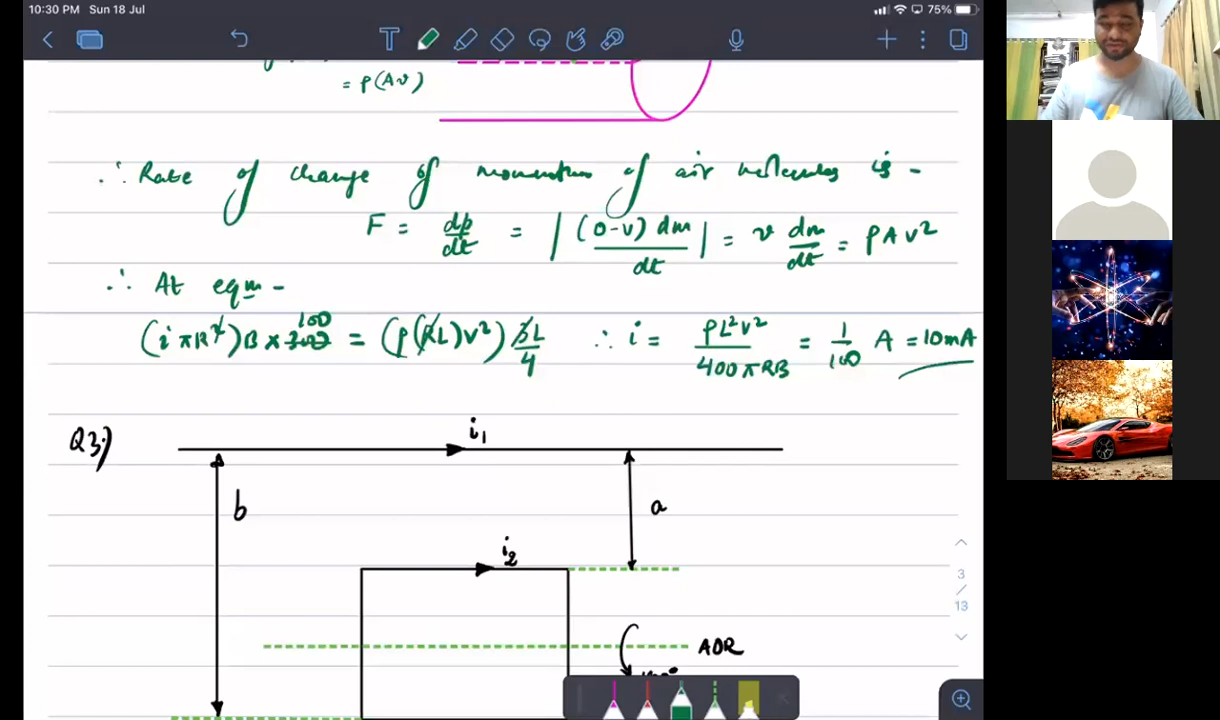 10:30 PM Sun 18 Jul 75%
= ρ(Av)
∴ Rate of change of momentum of air molecules is -
F = dp/dt = |(0-v) dm/dt| = v dm/dt = ρAv²
∴ At eqm -
(iπR²)B × 300 100 = (ρ(RL)v²) 3L/4 ∴ i = ρL²v²/400πRB = 1/100 A = 10mA
Q3)
i₁
b
a
i₂
3
/
13
AOR